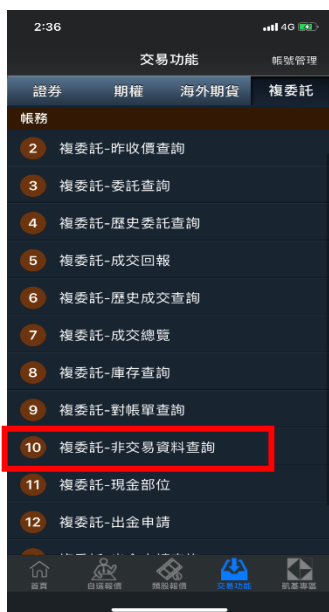 2:36 4G
交易功能 帳號管理
證券 期權 海外期貨 複委託
帳務
2 複委託-昨收價查詢
3 複委託-委託查詢
4 複委託-歷史委託查詢
5 複委託-成交回報
6 複委託-歷史成交查詢
7 複委託-成交總覽
8 複委託-庫存查詢
9 複委託-對帳單查詢
10 複委託-非交易資料查詢
11 複委託-現金部位
12 複委託-出金申請
首頁 自選報價 類股報價 交易功能 凱基專區